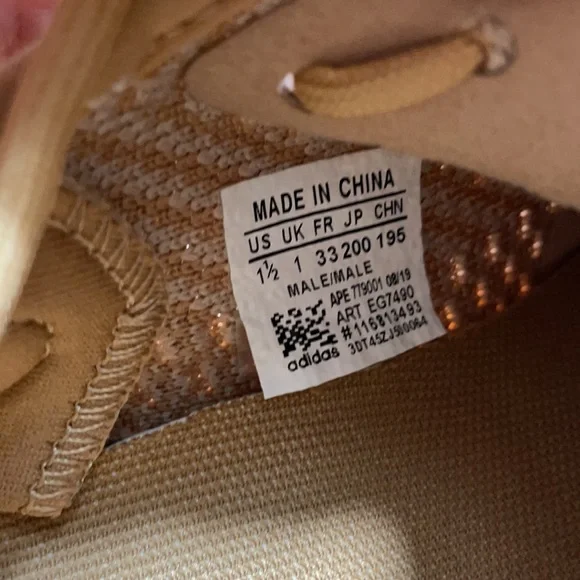 MADE IN CHINA
US UK FR JP CHN
1½ 1 33 200 195
MALE/MALE
APE 779001 08/19
ART EG7490
#116813493
adidas